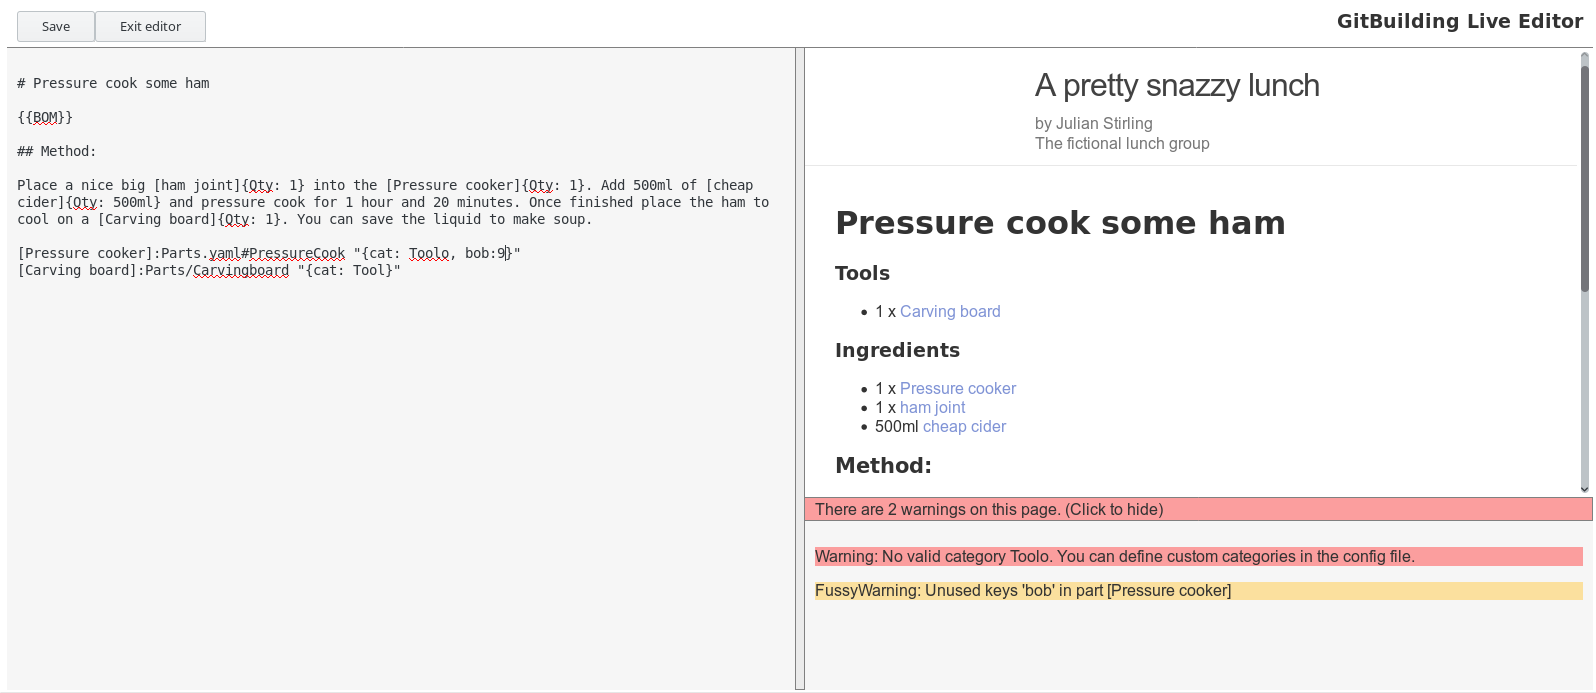 Save
Exit editor
GitBuilding Live Editor
# Pressure cook some ham
{{BOM}}
## Method:
Place a nice big [ham joint]{Qty: 1} into the [Pressure cooker]{Qty: 1}. Add 500ml of [cheap
cider]{Qty: 500ml} and pressure cook for 1 hour and 20 minutes. Once finished place the ham to
cool on a [Carving board]{Qty: 1}. You can save the liquid to make soup.
[Pressure cooker]:Parts.yaml#PressureCook "{cat: Toolo, bob:9}"
[Carving board]:Parts/Carvingboard "{cat: Tool}"
A pretty snazzy lunch
by Julian Stirling
The fictional lunch group
Pressure cook some ham
Tools
• 1 x Carving board
Ingredients
• 1 x Pressure cooker
• 1 x ham joint
• 500ml cheap cider
Method:
There are 2 warnings on this page. (Click to hide)
Warning: No valid category Toolo. You can define custom categories in the config file.
FussyWarning: Unused keys 'bob' in part [Pressure cooker]